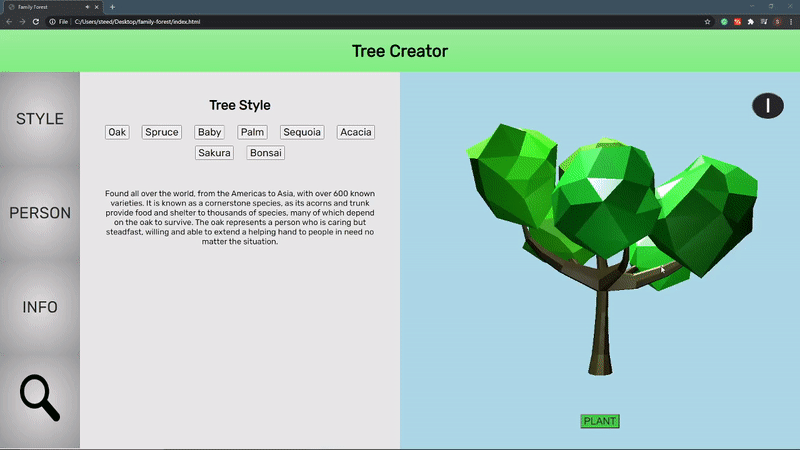 Family Forest
File C:/Users/steed/Desktop/family-forest/index.html
Tree Creator
STYLE
PERSON
INFO
Tree Style
Oak Spruce Baby Palm Sequoia Acacia
Sakura Bonsai
Found all over the world, from the Americas to Asia, with over 600 known
varieties. It is known as a cornerstone species, as its acorns and trunk
provide food and shelter to thousands of species, many of which depend
on the oak to survive. The oak represents a person who is caring but
steadfast, willing and able to extend a helping hand to people in need no
matter the situation.
I
PLANT